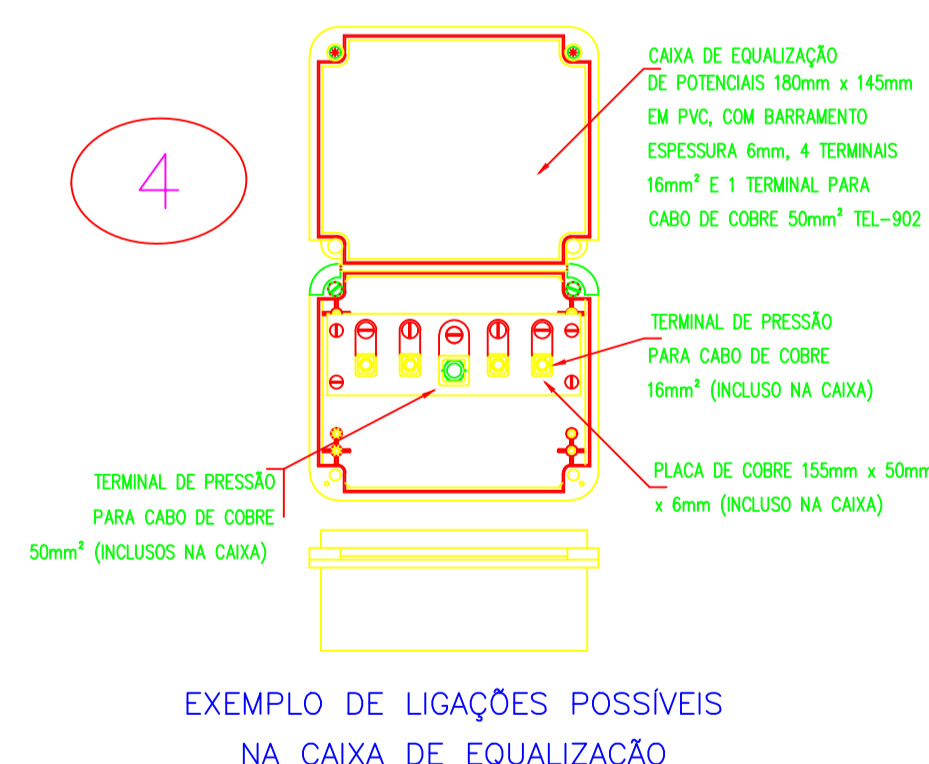 4
CAIXA DE EQUALIZAÇÃO
DE POTENCIAIS 180mm x 145mm
EM PVC, COM BARRAMENTO
ESPESSURA 6mm, 4 TERMINAIS
16mm² E 1 TERMINAL PARA
CABO DE COBRE 50mm² TEL-902
TERMINAL DE PRESSÃO
PARA CABO DE COBRE
16mm² (INCLUSO NA CAIXA)
PLACA DE COBRE 155mm x 50mm
x 6mm (INCLUSO NA CAIXA)
TERMINAL DE PRESSÃO
PARA CABO DE COBRE
50mm² (INCLUSOS NA CAIXA)
EXEMPLO DE LIGAÇÕES POSSÍVEIS
NA CAIXA DE EQUALIZAÇÃO